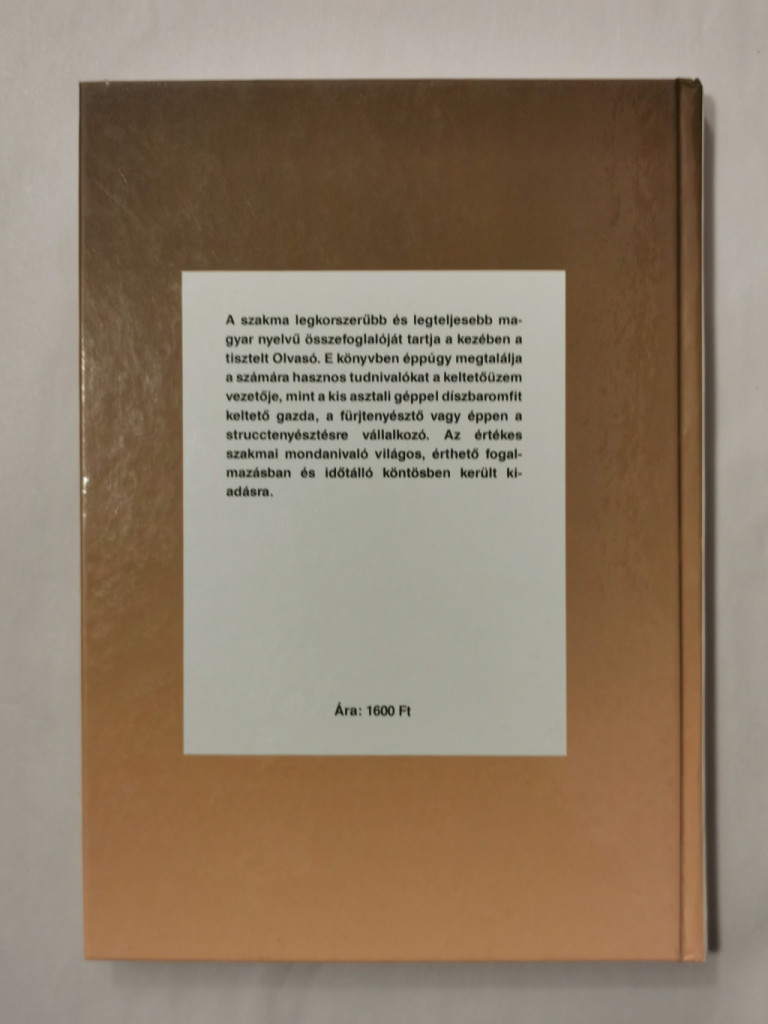 A szakma legkorszerűbb és legteljesebb ma-
gyar nyelvű összefoglalóját tartja a kezében a
tisztelt Olvasó. E könyvben éppúgy megtalálja
a számára hasznos tudnivalókat a keltetőüzem
vezetője, mint a kis asztali géppel díszbaromfit
keltető gazda, a fürjtenyésztő vagy éppen a
strucctenyésztésre vállalkozó. Az értékes
szakmai mondanivaló világos, érthető fogal-
mazásban és időtálló köntösben került ki-
adásra.
Ára: 1600 Ft